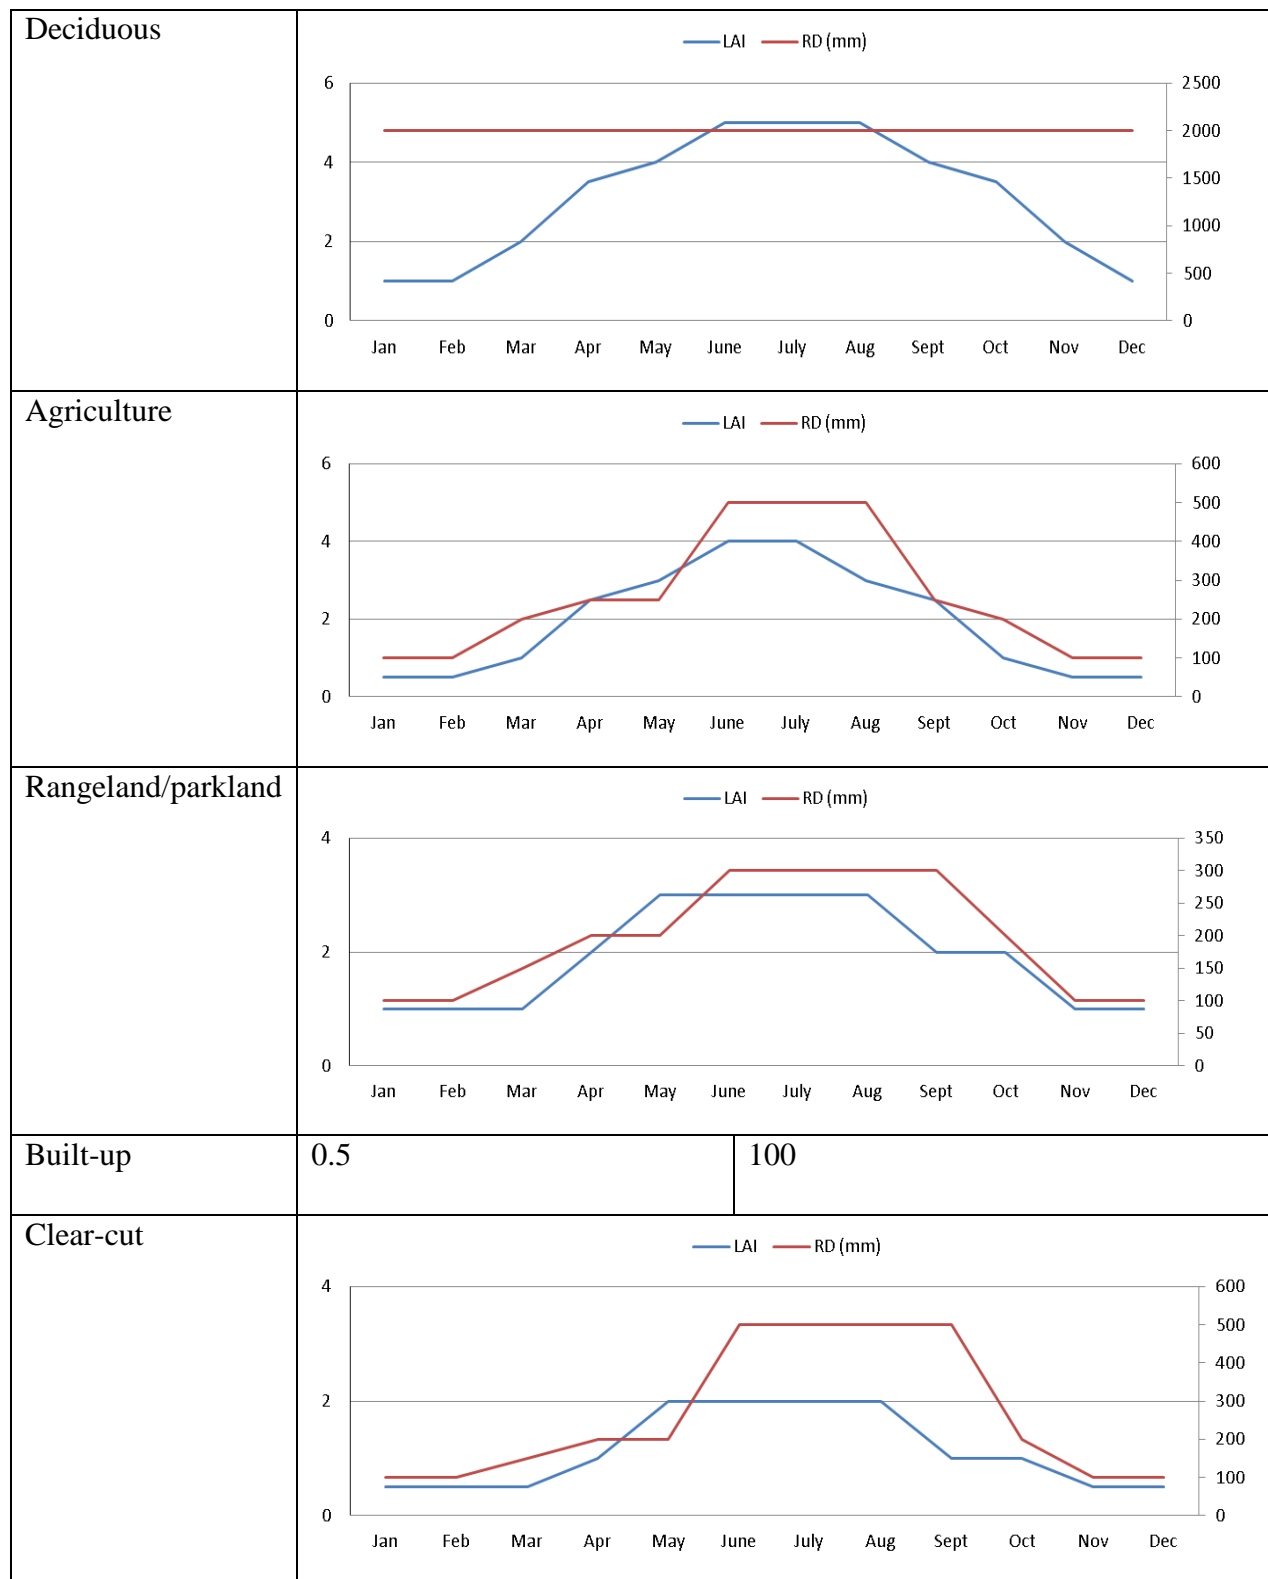 Deciduous
LAI RD (mm)
6 2500
2000
4
1500
1000
2
500
0 0
Jan Feb Mar Apr May June July Aug Sept Oct Nov Dec
Agriculture
LAI RD (mm)
6 600
500
4 400
300
2 200
100
0 0
Jan Feb Mar Apr May June July Aug Sept Oct Nov Dec
Rangeland/parkland
LAI RD (mm)
4 350
300
250
2 200
150
100
50
0 0
Jan Feb Mar Apr May June July Aug Sept Oct Nov Dec
Built-up 0.5 100
Clear-cut
LAI RD (mm)
4 600
500
400
2 300
200
100
0 0
Jan Feb Mar Apr May June July Aug Sept Oct Nov Dec